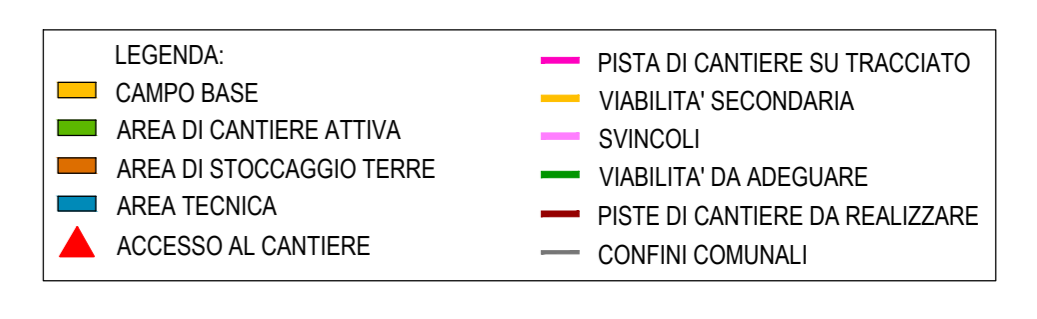 LEGENDA:
CAMPO BASE
AREA DI CANTIERE ATTIVA
AREA DI STOCCAGGIO TERRE
AREA TECNICA
ACCESSO AL CANTIERE
PISTA DI CANTIERE SU TRACCIATO
VIABILITA' SECONDARIA
SVINCOLI
VIABILITA' DA ADEGUARE
PISTE DI CANTIERE DA REALIZZARE
CONFINI COMUNALI